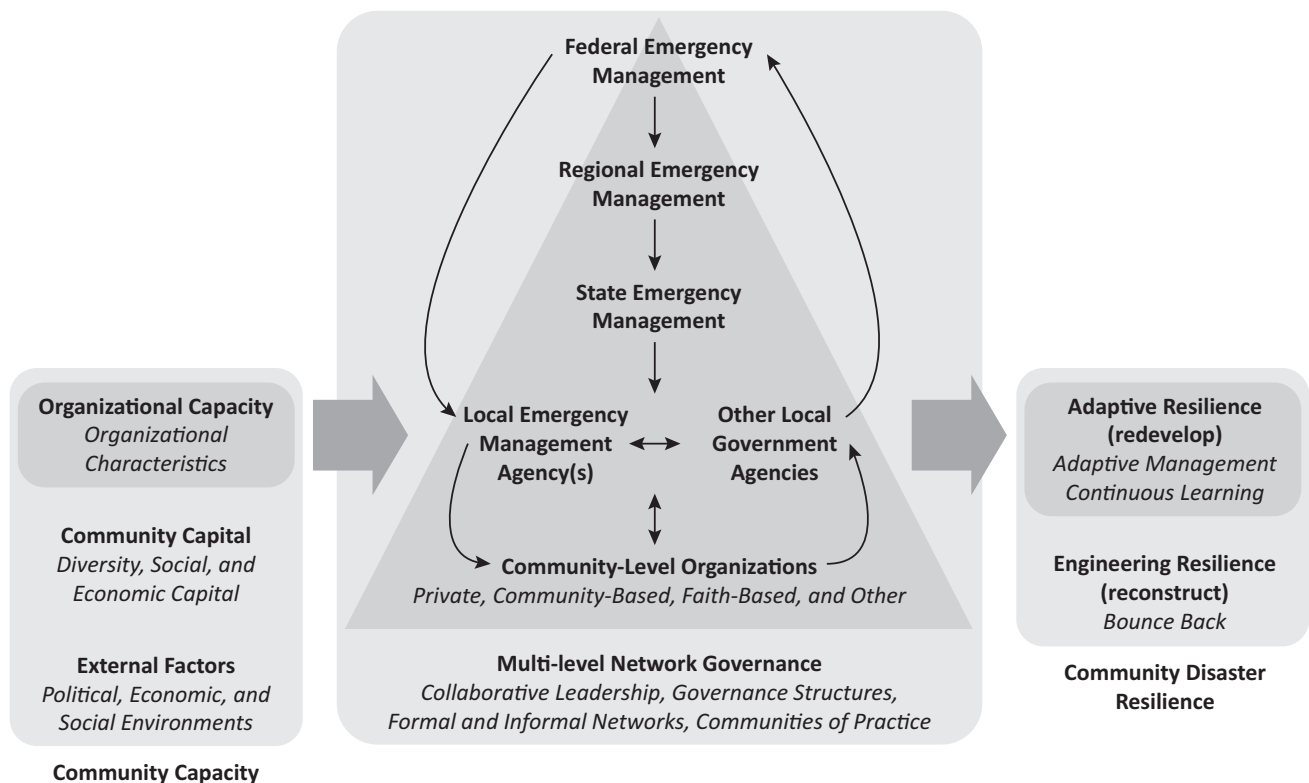 Federal Emergency
Management
Regional Emergency
Management
State Emergency
Management
Local Emergency
Management
Agency(s)
Other Local
Government
Agencies
Community-Level Organizations
Private, Community-Based, Faith-Based, and Other
Multi-level Network Governance
Collaborative Leadership, Governance Structures,
Formal and Informal Networks, Communities of Practice
Organizational Capacity
Organizational
Characteristics
Community Capital
Diversity, Social, and
Economic Capital
External Factors
Political, Economic, and
Social Environments
Community Capacity
Adaptive Resilience
(redevelop)
Adaptive Management
Continuous Learning
Engineering Resilience
(reconstruct)
Bounce Back
Community Disaster
Resilience